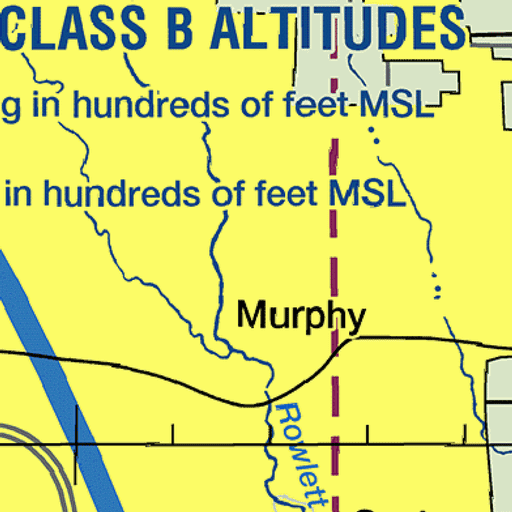 CLASS B ALTITUDES
g in hundreds of feet MSL
in hundreds of feet MSL
Murphy
Rowlett